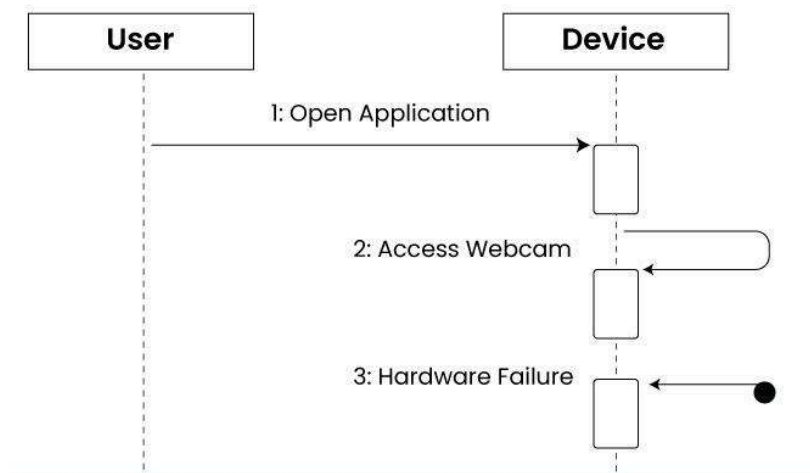 User
Device
1: Open Application
2: Access Webcam
3: Hardware Failure